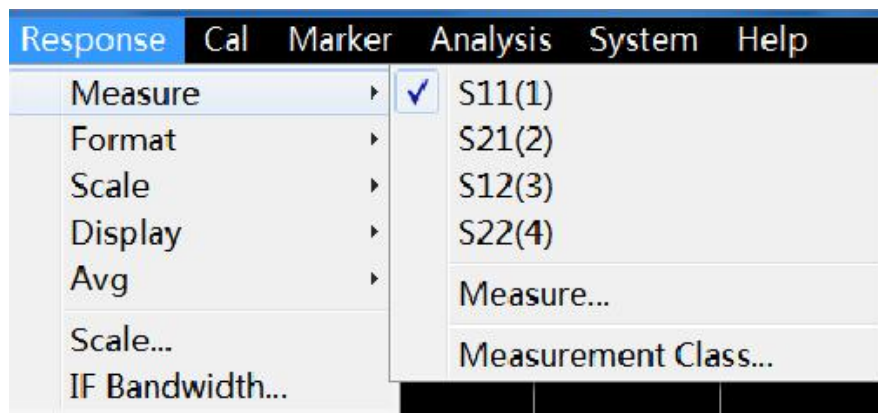 Response Cal Marker Analysis System Help
Measure
Format
Scale
Display
Avg
Scale...
IF Bandwidth...
S11(1)
S21(2)
S12(3)
S22(4)
Measure...
Measurement Class...